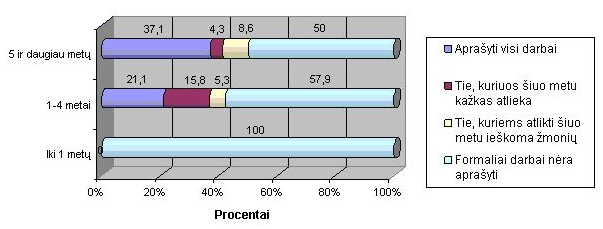 37,1 4,3 8,6 50
5 ir daugiau metų
21,1 15,8 5,3 57,9
1-4 metai
100
Iki 1 metų
0
0% 20% 40% 60% 80% 100%
Procentai
Aprašyti visi darbai
Tie, kuriuos šiuo metu
kažkas atlieka
Tie, kuriems atlikti šiuo
metu ieškoma žmonių
Formaliai darbai nėra
aprašyti